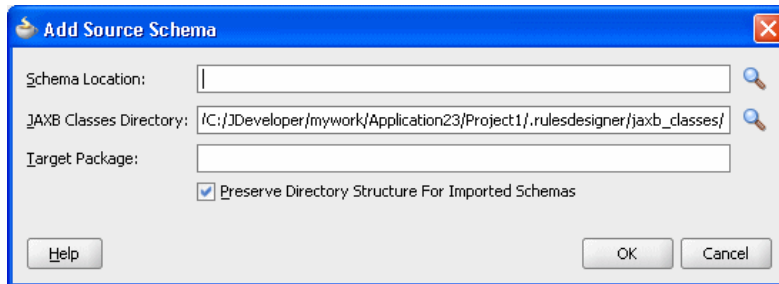 Add Source Schema
Schema Location:
JAXB Classes Directory: /C:/JDeveloper/mywork/Application23/Project1/.rulesdesigner/jaxb_classes/
Target Package:
Preserve Directory Structure For Imported Schemas
Help OK Cancel